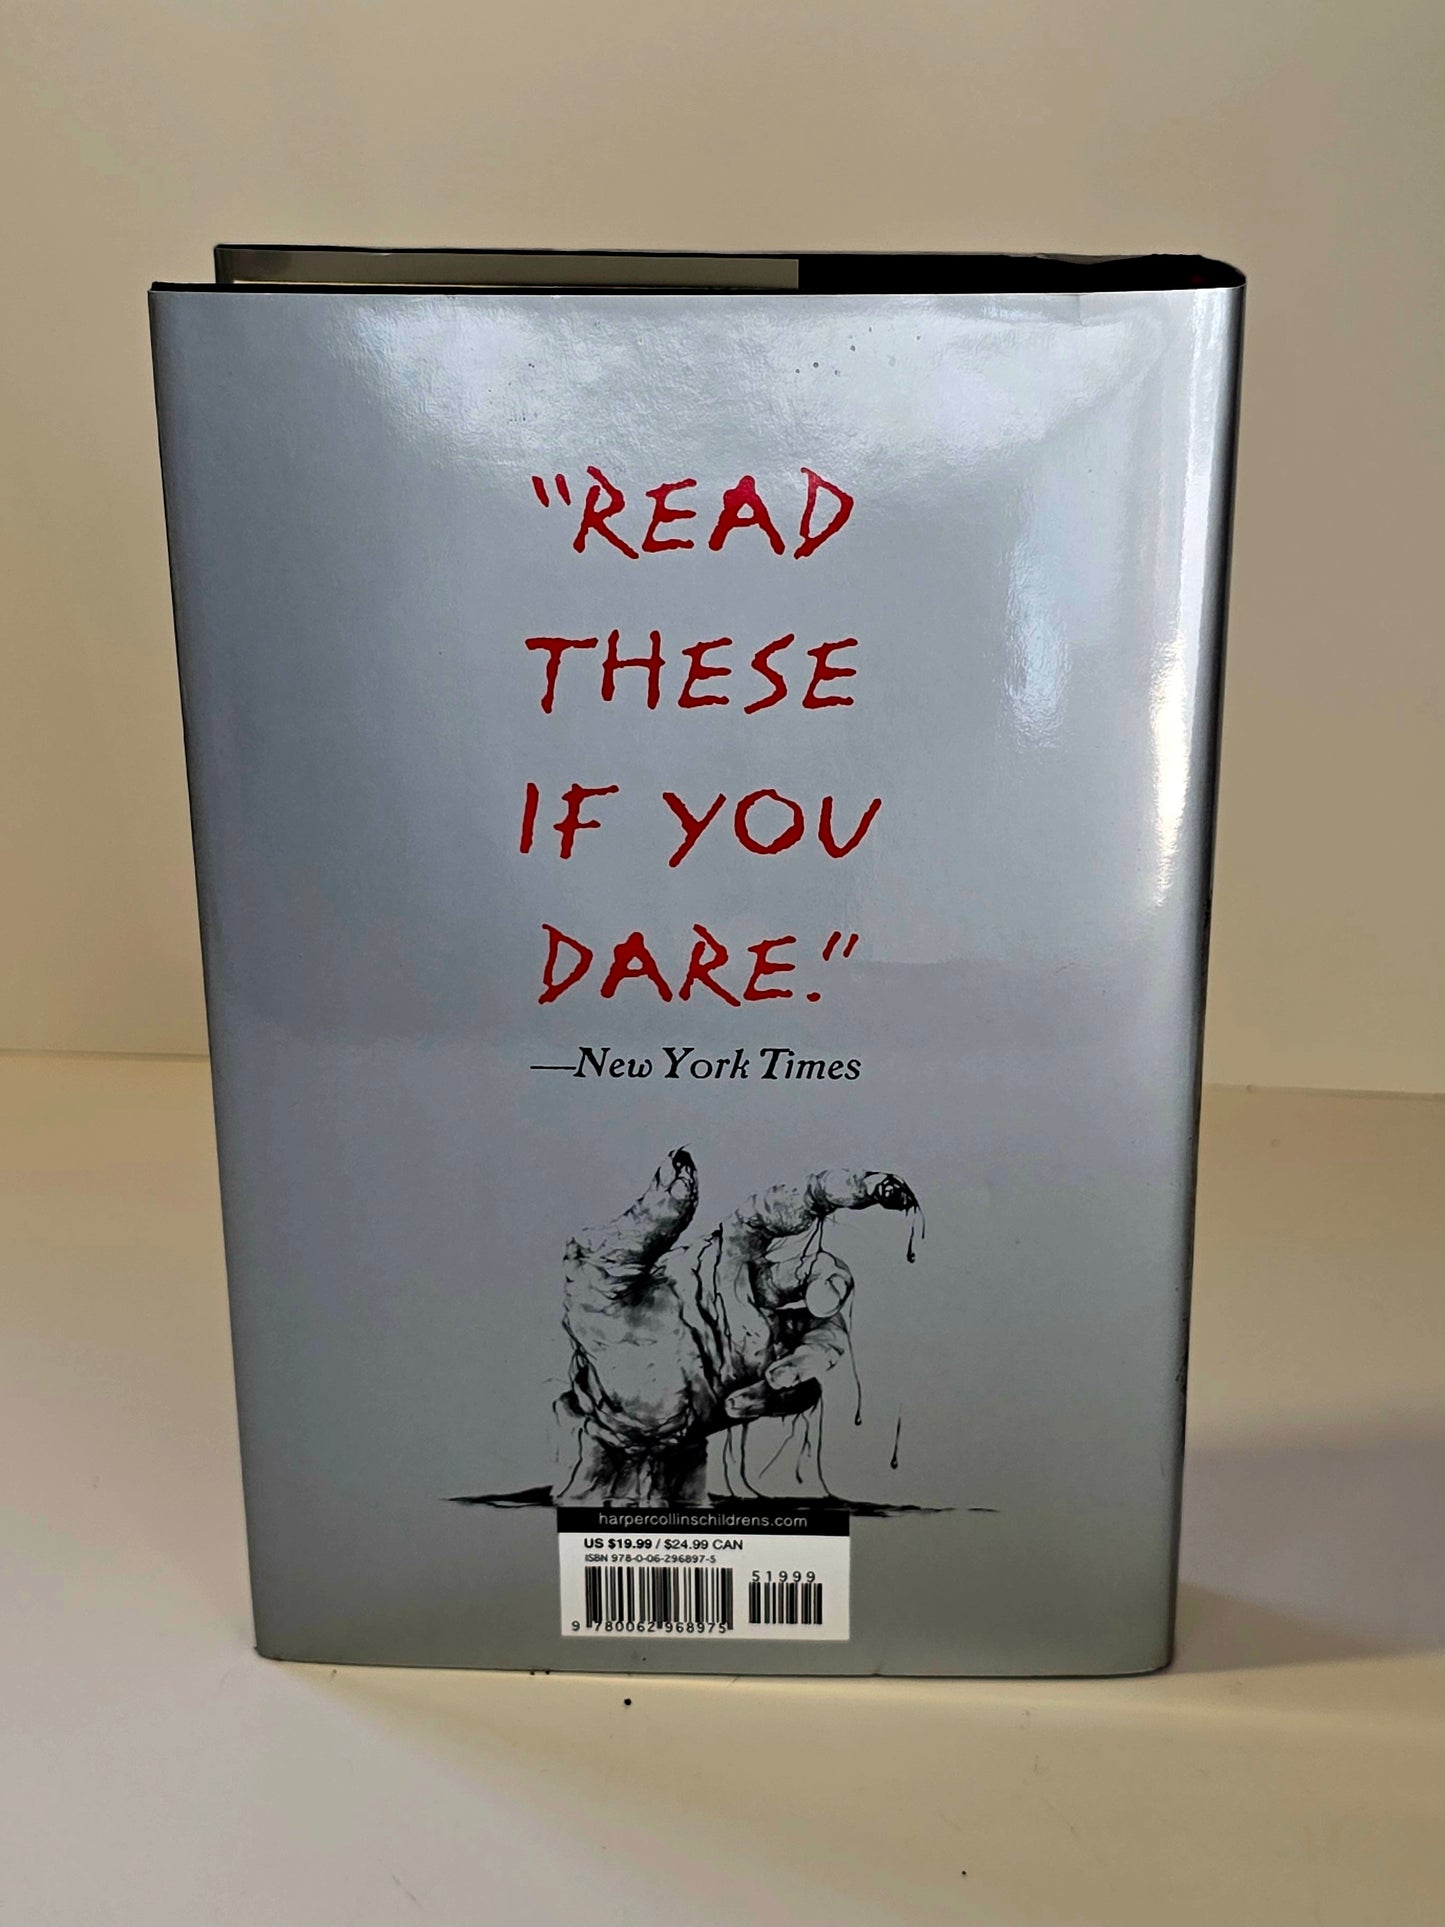 “READ
THESE
IF YOU
DARE.”
—New York Times
harpercollinschildrens.com
US $19.99 / $24.99 CAN
ISBN 978-0-06-296897-5
51999
9 780062 968975